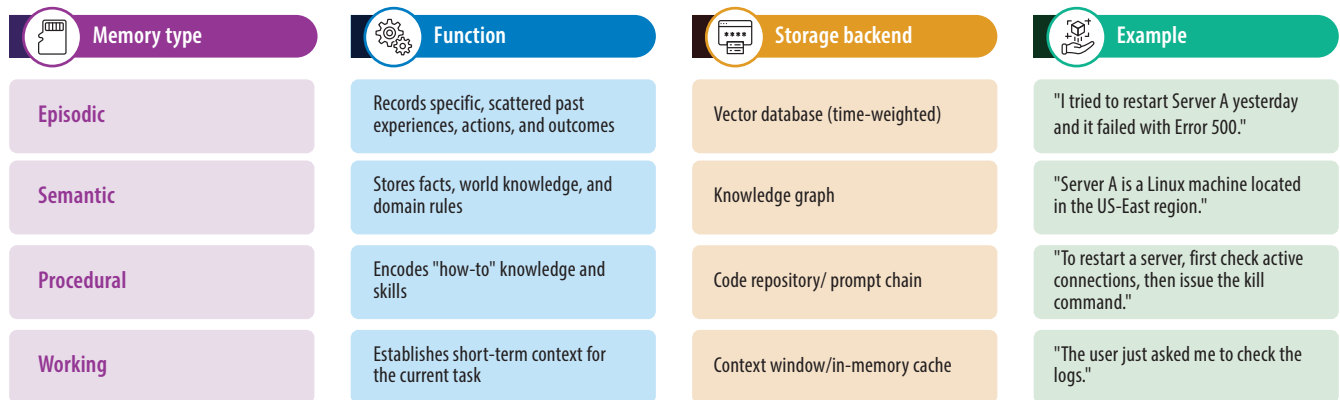 Memory type
Function
****
Storage backend
Example
Episodic
Records specific, scattered past
experiences, actions, and outcomes
Vector database (time-weighted)
"I tried to restart Server A yesterday
and it failed with Error 500."
Semantic
Stores facts, world knowledge, and
domain rules
Knowledge graph
"Server A is a Linux machine located
in the US-East region."
Procedural
Encodes "how-to" knowledge and
skills
Code repository/ prompt chain
"To restart a server, first check active
connections, then issue the kill
command."
Working
Establishes short-term context for
the current task
Context window/in-memory cache
"The user just asked me to check the
logs."